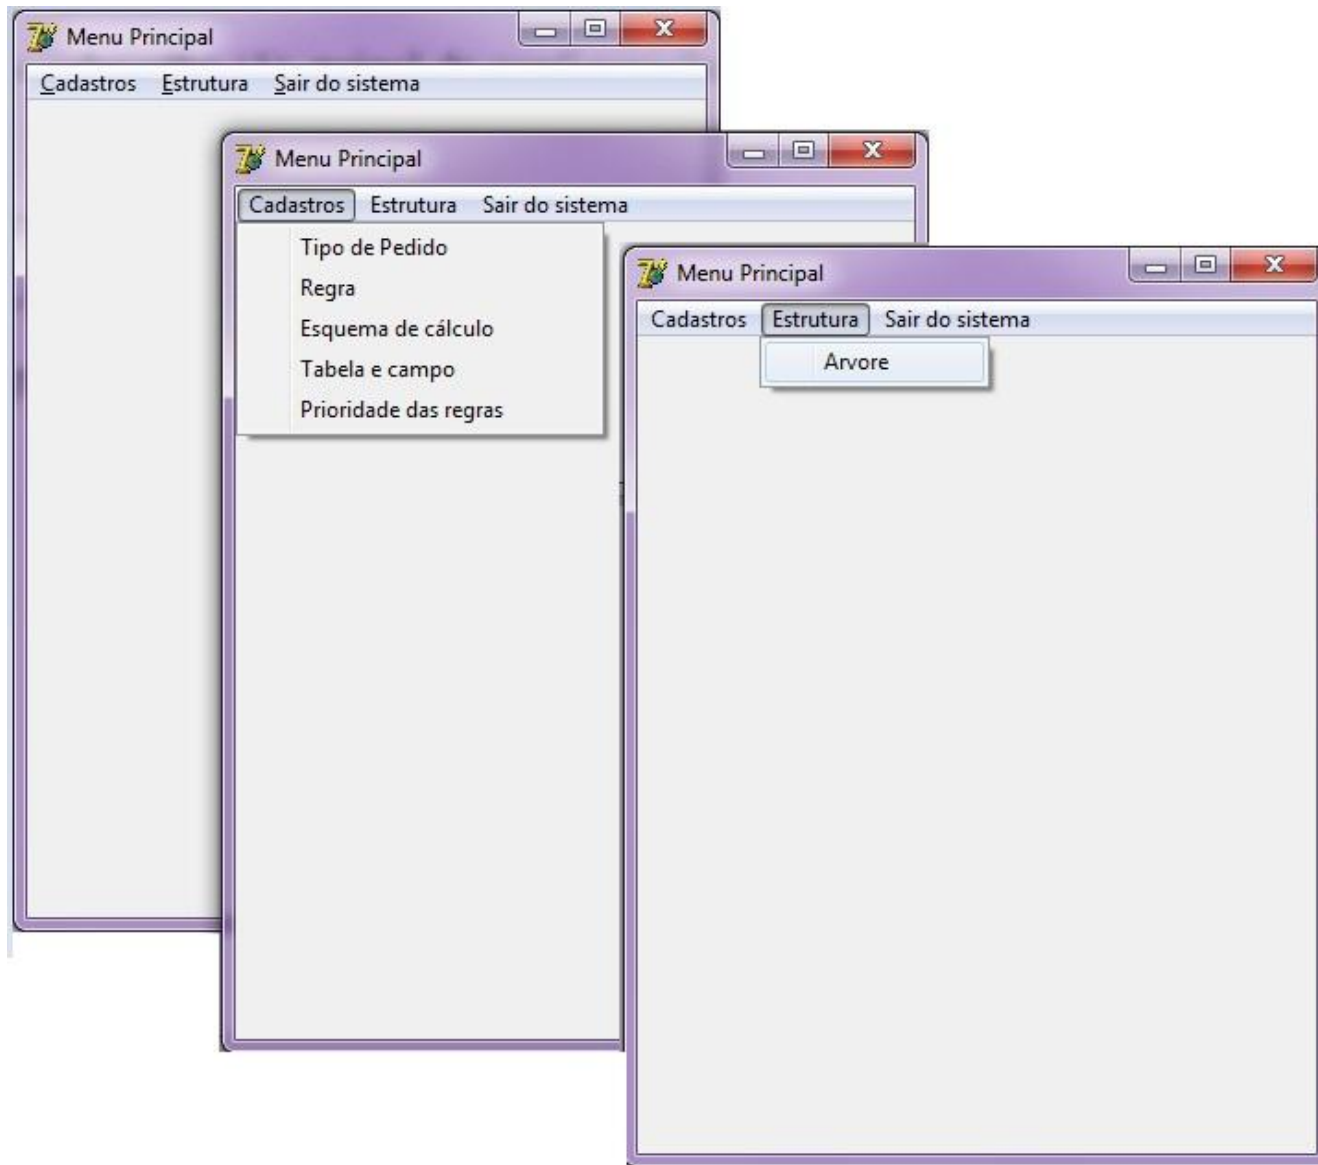 Menu Principal
Cadastros Estrutura Sair do sistema
Menu Principal
Cadastros Estrutura Sair do sistema
Tipo de Pedido
Regra
Esquema de cálculo
Tabela e campo
Prioridade das regras
Menu Principal
Cadastros Estrutura Sair do sistema
Arvore